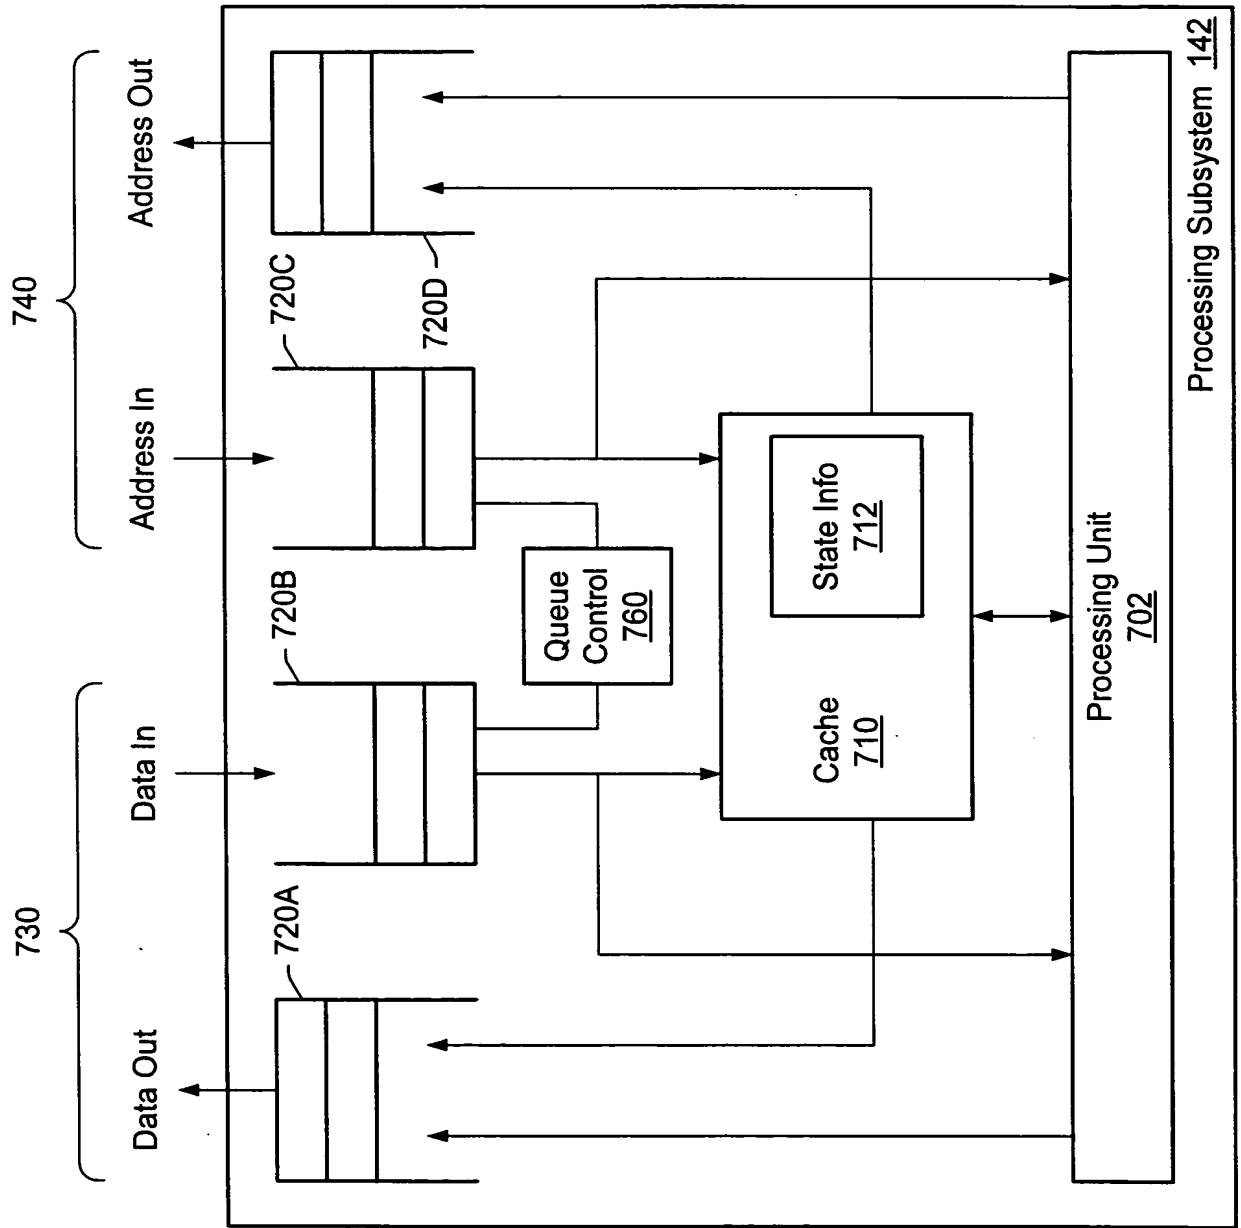 730
740
Data Out
Data In
Address In
Address Out
720A
720B
720C
720D
Queue
Control
760
Cache
710
State Info
712
Processing Unit
702
Processing Subsystem 142